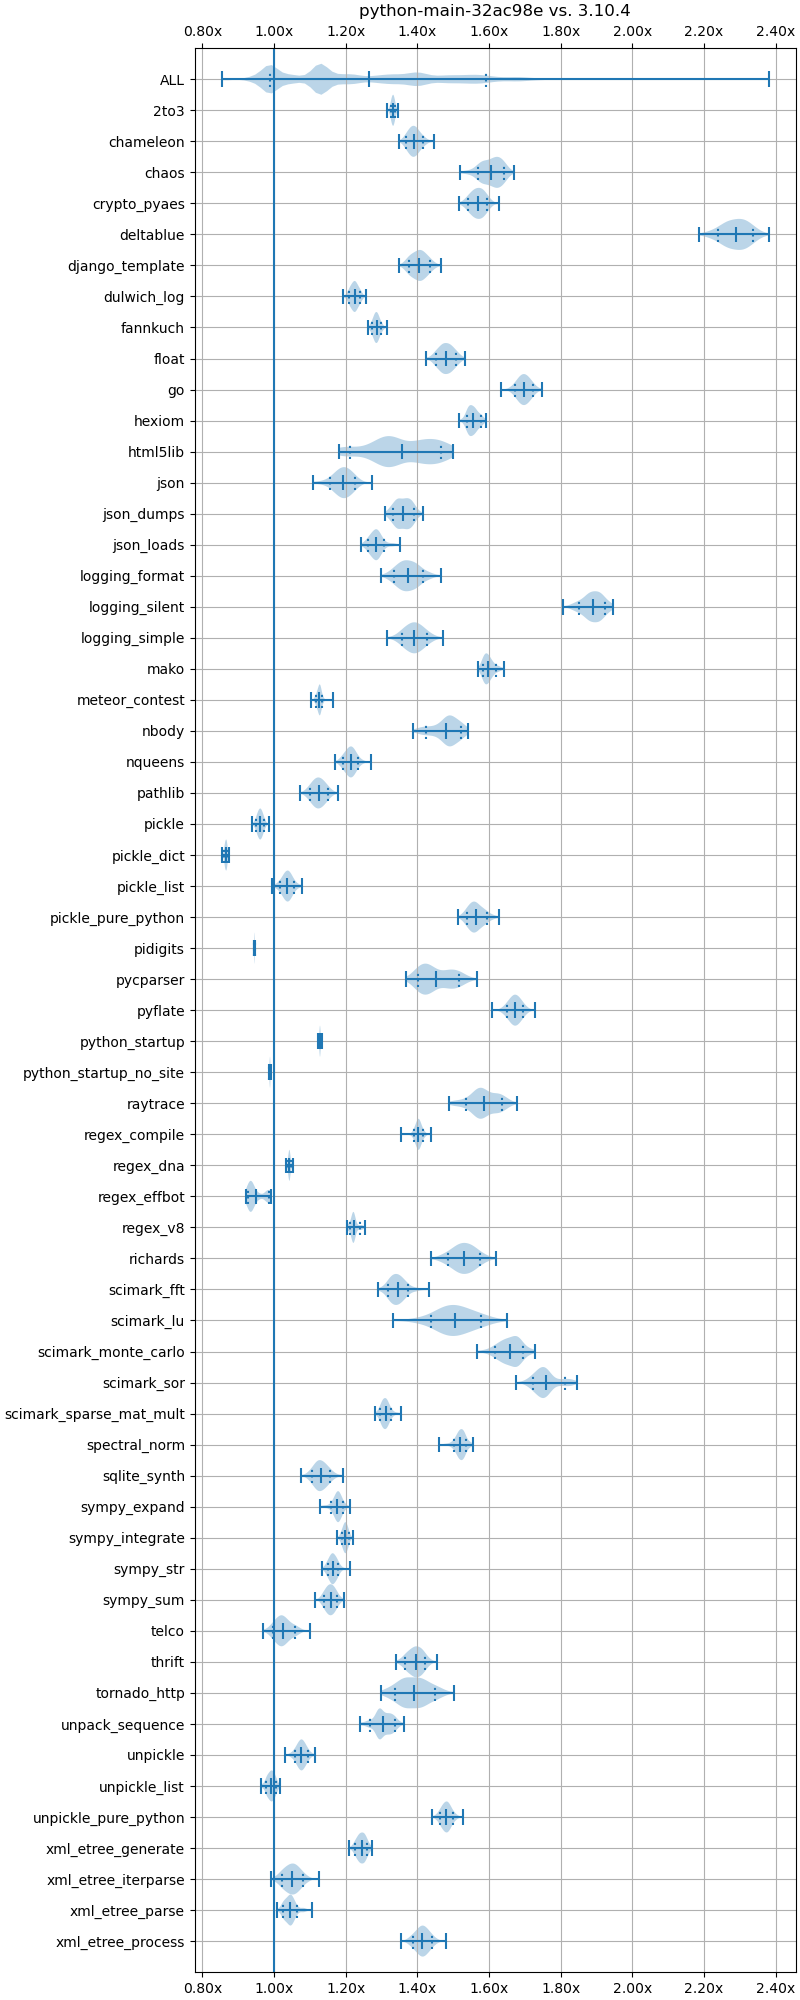 python-main-32ac98e vs. 3.10.4
0.80x 1.00x 1.20x 1.40x 1.60x 1.80x 2.00x 2.20x 2.40x
ALL
2to3
chameleon
chaos
crypto_pyaes
deltablue
django_template
dulwich_log
fannkuch
float
go
hexiom
html5lib
json
json_dumps
json_loads
logging_format
logging_silent
logging_simple
mako
meteor_contest
nbody
nqueens
pathlib
pickle
pickle_dict
pickle_list
pickle_pure_python
pidigits
pycparser
pyflate
python_startup
python_startup_no_site
raytrace
regex_compile
regex_dna
regex_effbot
regex_v8
richards
scimark_fft
scimark_lu
scimark_monte_carlo
scimark_sor
scimark_sparse_mat_mult
spectral_norm
sqlite_synth
sympy_expand
sympy_integrate
sympy_str
sympy_sum
telco
thrift
tornado_http
unpack_sequence
unpickle
unpickle_list
unpickle_pure_python
xml_etree_generate
xml_etree_iterparse
xml_etree_parse
xml_etree_process
0.80x 1.00x 1.20x 1.40x 1.60x 1.80x 2.00x 2.20x 2.40x